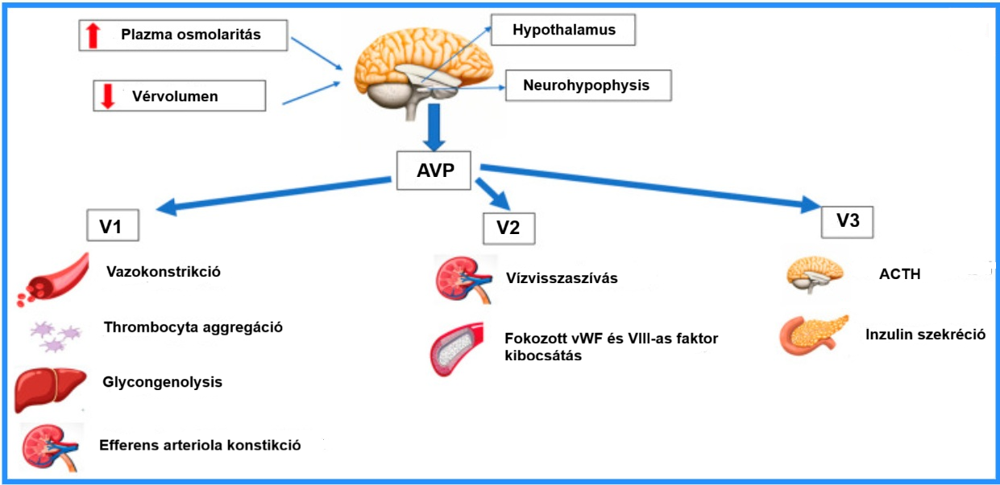 Plazma osmolaritás
Hypothalamus
Vérvolumen
Neurohypophysis
AVP
V1
V2
V3
Vazokonstrikció
Thrombocyta aggregáció
Glycongenolysis
Efferens arteriola konstikció
Vízvisszaszívás
Fokozott vWF és VIII-as faktor
kibocsátás
ACTH
Inzulin szekréció